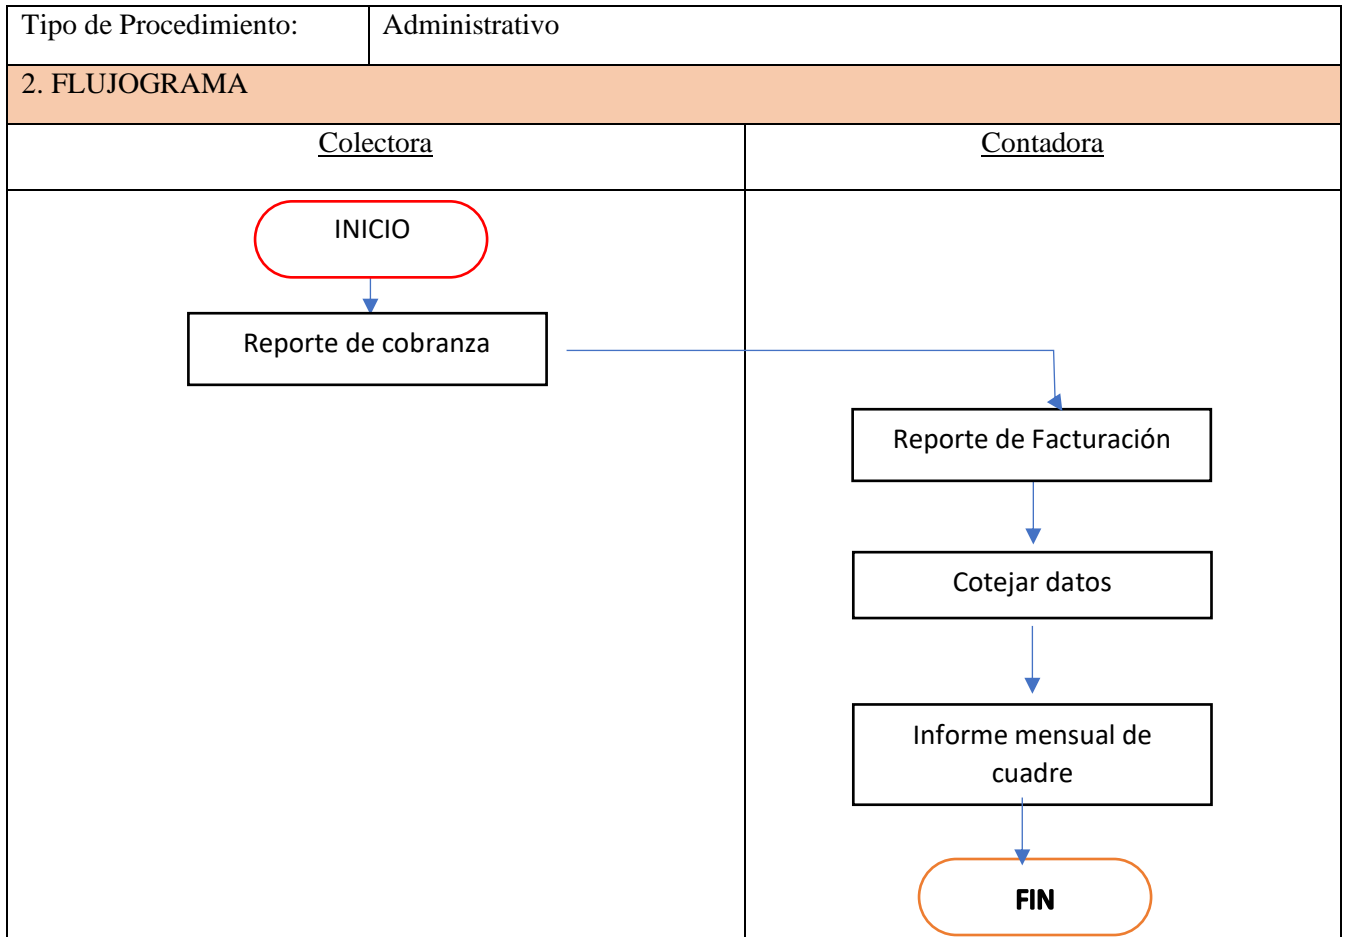 Tipo de Procedimiento:
Administrativo
2. FLUJOGRAMA
Colectora
Contadora
INICIO
Reporte de cobranza
Reporte de Facturación
Cotejar datos
Informe mensual de
cuadre
FIN